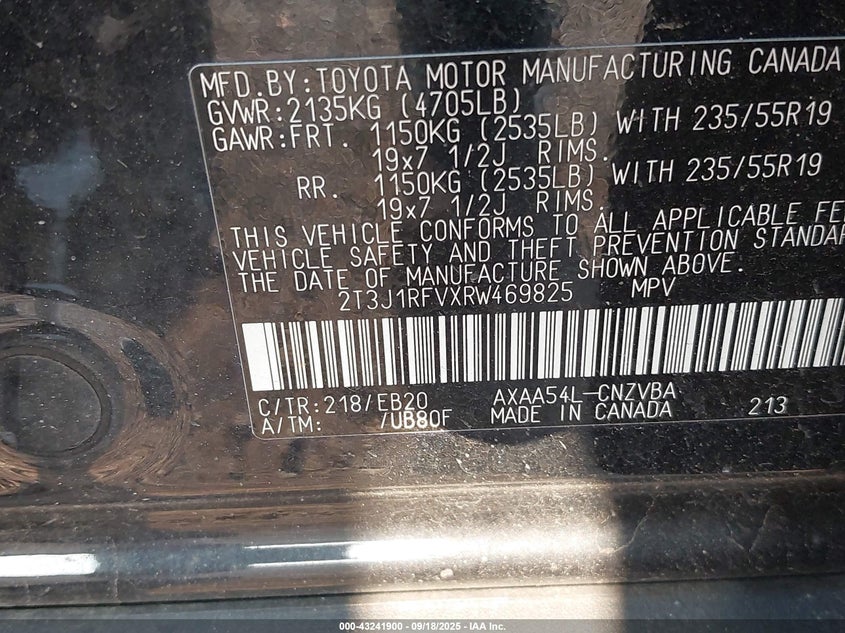 MFD.BY:TOYOTA MOTOR MANUFACTURING CANADA
GVWR:2135KG (4705LB)
GAWR:FRT. 1150KG (2535LB) WITH 235/55R19
19x7 1/2J RIMS.
RR. 1150KG (2535LB) WITH 235/55R19
19x7 1/2J RIMS.
THIS VEHICLE CONFORMS TO ALL APPLICABLE FE
VEHICLE SAFETY AND THEFT PREVENTION STANDAR
THE DATE OF MANUFACTURE SHOWN ABOVE.
2T3J1RFVXRW469825 MPV
C/TR:218/EB20 AXAA54L-CNZVBA
A/TM: /UB80F MADE IN CANADA 213
000-43241900 - 09/18/2025 - IAA Inc.